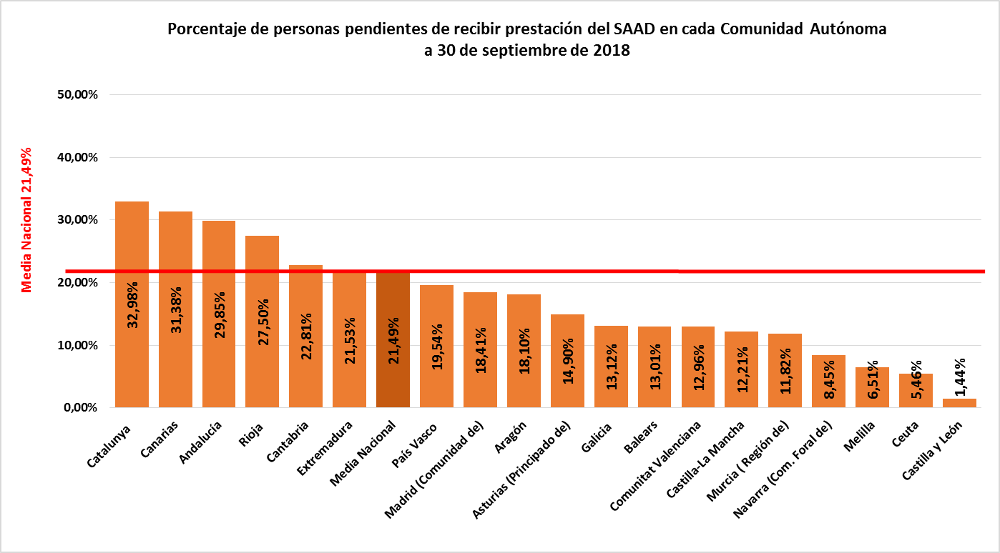 Porcentaje de personas pendientes de recibir prestación del SAAD en cada Comunidad Autónoma
a 30 de septiembre de 2018
Media Nacional 21,49%
50,00%
40,00%
30,00%
20,00%
10,00%
0,00%
32,98%
31,38%
29,85%
27,50%
22,81%
21,53%
21,49%
19,54%
18,41%
18,10%
14,90%
13,12%
13,01%
12,96%
12,21%
11,82%
8,45%
6,51%
5,46%
1,44%
Catalunya
Canarias
Andalucía
Rioja
Cantabria
Extremadura
Media Nacional
País Vasco
Madrid (Comunidad de)
Aragón
Asturias (Principado de)
Galicia
Balears
Comunitat Valenciana
Castilla-La Mancha
Murcia ( Región de)
Navarra (Com. Foral de)
Melilla
Ceuta
Castilla y León